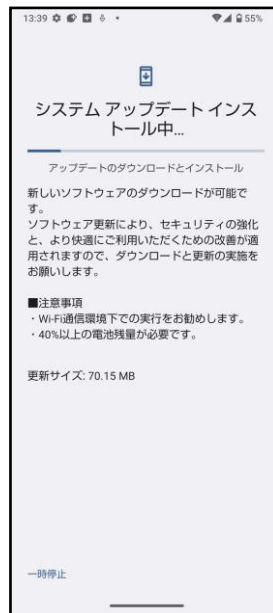 13:39 55%
システム アップデート インス
トール中...
アップデートのダウンロードとインストール
新しいソフトウェアのダウンロードが可能で
す。
ソフトウェア更新により、セキュリティの強化
と、より快適にご利用いただくための改善が適
用されますので、ダウンロードと更新の実施を
お願いします。
■注意事項
・Wi-Fi通信環境下での実行をお勧めします。
・40%以上の電池残量が必要です。
更新サイズ: 70.15 MB
一時停止